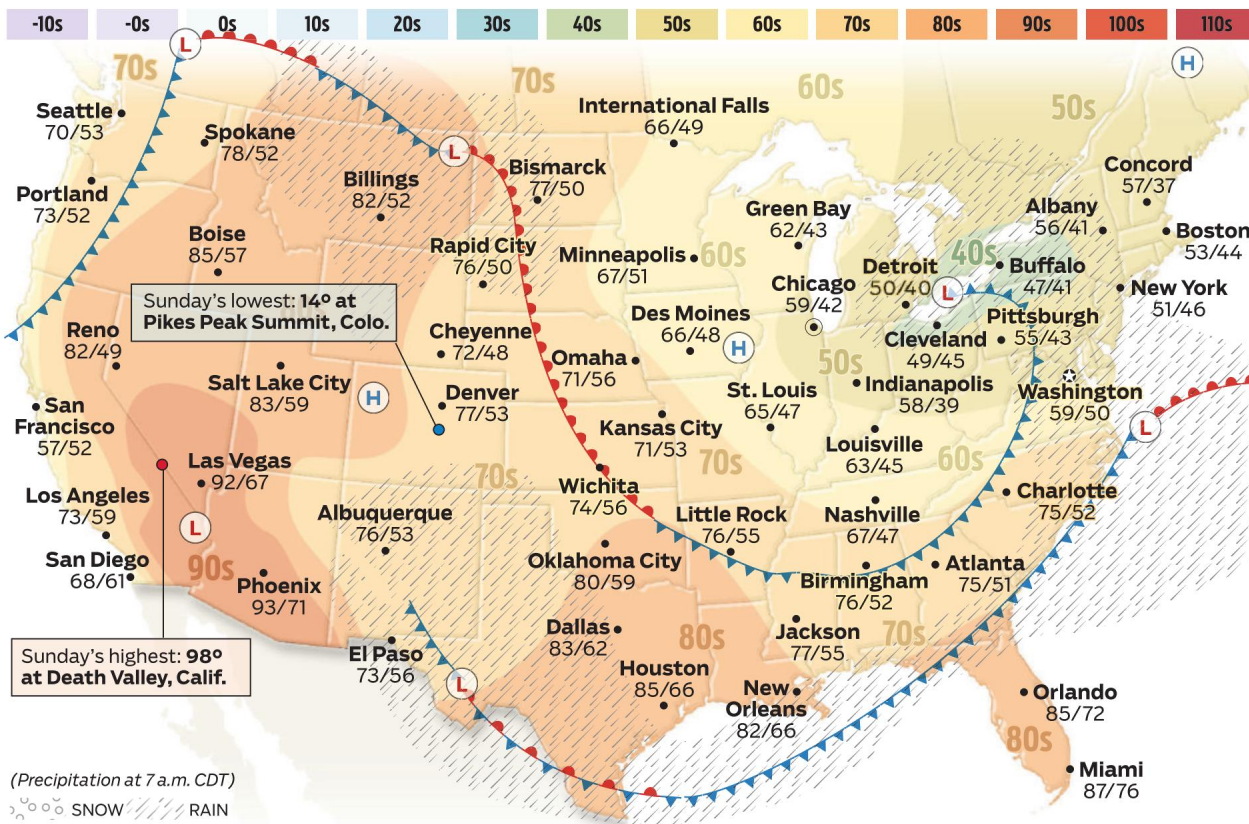 -10s -0s 0s 10s 20s 30s 40s 50s 60s 70s 80s 90s 100s 110s
L
H
70s
70s
60s
50s
Seattle
70/53
Spokane
78/52
International Falls
66/49
L
Portland
73/52
Billings
82/52
Bismarck
77/50
Concord
57/37
Boise
85/57
Rapid City
76/50
Minneapolis
67/51
60s
Green Bay
62/43
Albany
56/41
Boston
53/44
40s
Detroit
50/40
L
Buffalo
47/41
New York
51/46
Chicago
59/42
Sunday's lowest: 14º at
Pikes Peak Summit, Colo.
80s
Reno
82/49
Salt Lake City
83/59
Cheyenne
72/48
Omaha
71/56
Des Moines
66/48
H
50s
Cleveland
49/45
Pittsburgh
55/43
San
Francisco
57/52
H
Denver
77/53
Kansas City
71/53
St. Louis
65/47
Indianapolis
58/39
Washington
59/50
L
Louisville
63/45
60s
Las Vegas
92/67
70s
Wichita
74/56
70s
Los Angeles
73/59
L
Albuquerque
76/53
Little Rock
76/55
Nashville
67/47
Charlotte
75/52
San Diego
68/61
90s
Phoenix
93/71
Oklahoma City
80/59
Birmingham
76/52
Atlanta
75/51
Sunday's highest: 98º
at Death Valley, Calif.
El Paso
73/56
L
Dallas
83/62
80s
Jackson
77/55
70s
Houston
85/66
New
Orleans
82/66
Orlando
85/72
80s
Miami
87/76
(Precipitation at 7 a.m. CDT)
SNOW RAIN